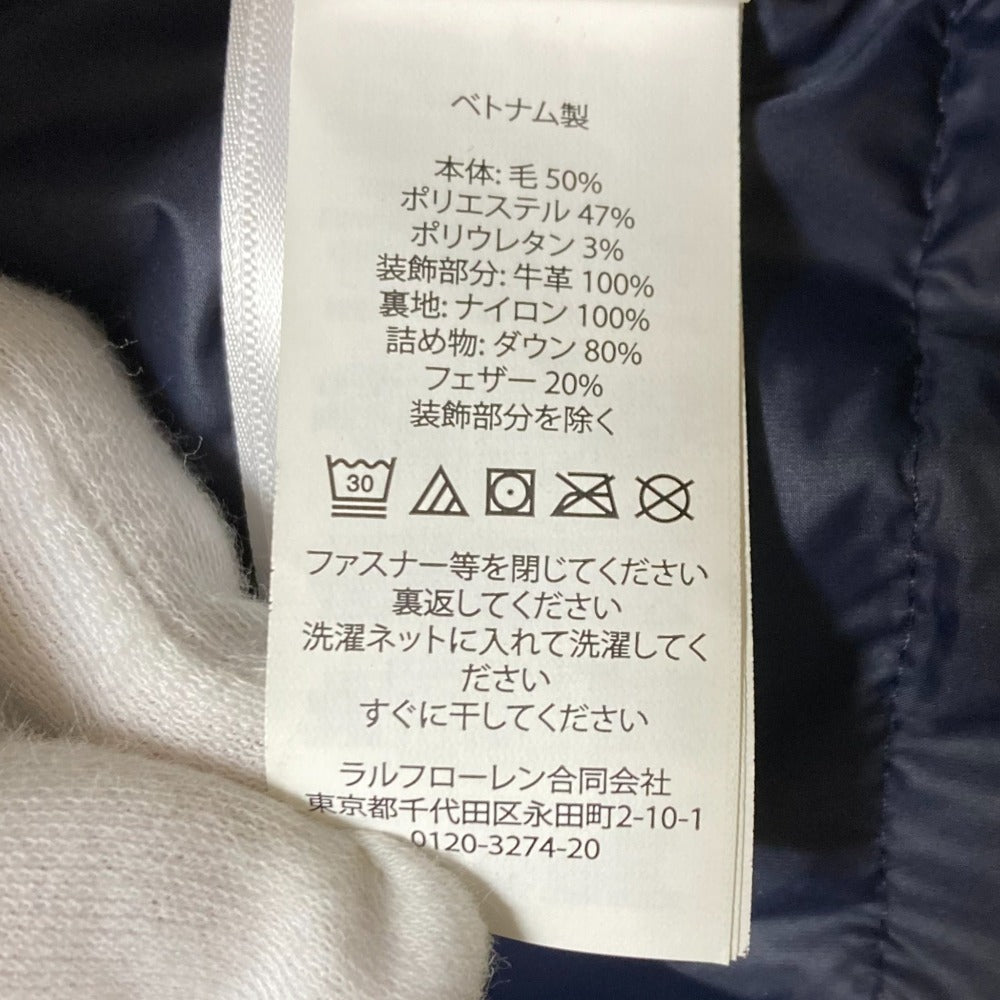 ベトナム製
本体: 毛 50%
ポリエステル 47%
ポリウレタン 3%
装飾部分: 牛革 100%
裏地: ナイロン 100%
詰め物: ダウン 80%
フェザー 20%
装飾部分を除く
30
ファスナー等を閉じてください
裏返してください
洗濯ネットに入れて洗濯してく
ださい
すぐに干してください
ラルフローレン合同会社
東京都千代田区永田町2-10-1
0120-3274-20